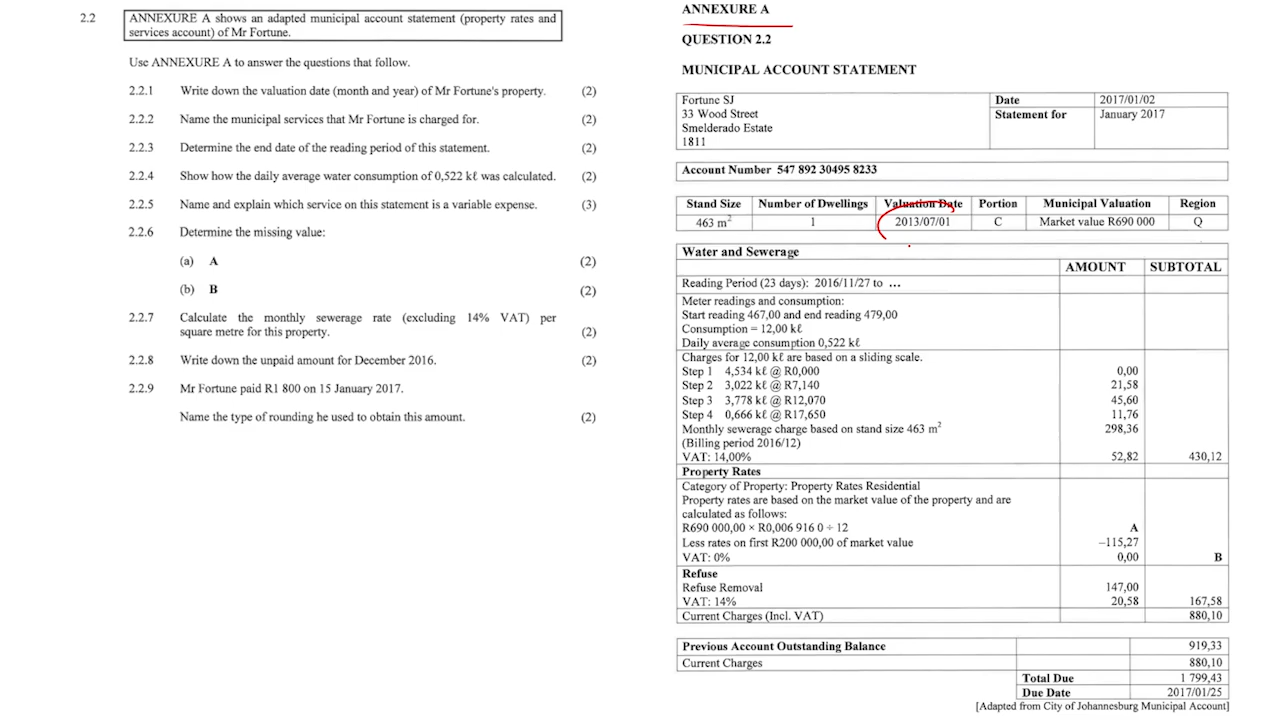 2.2 ANNEXURE A shows an adapted municipal account statement (property rates and
services account) of Mr Fortune.
Use ANNEXURE A to answer the questions that follow.
2.2.1 Write down the valuation date (month and year) of Mr Fortune's property. (2)
2.2.2 Name the municipal services that Mr Fortune is charged for. (2)
2.2.3 Determine the end date of the reading period of this statement. (2)
2.2.4 Show how the daily average water consumption of 0,522 kℓ was calculated. (2)
2.2.5 Name and explain which service on this statement is a variable expense. (3)
2.2.6 Determine the missing value:
(a) A (2)
(b) B (2)
2.2.7 Calculate the monthly sewerage rate (excluding 14% VAT) per
square metre for this property. (2)
2.2.8 Write down the unpaid amount for December 2016. (2)
2.2.9 Mr Fortune paid R1 800 on 15 January 2017.
Name the type of rounding he used to obtain this amount. (2)
ANNEXURE A
QUESTION 2.2
MUNICIPAL ACCOUNT STATEMENT
Fortune SJ Date 2017/01/02
33 Wood Street Statement for January 2017
Smelderado Estate
1811
Account Number 547 892 30495 8233
Stand Size Number of Dwellings Valuation Date Portion Municipal Valuation Region
463 m² 1 2013/07/01 C Market value R690 000 Q
Water and Sewerage
AMOUNT SUBTOTAL
Reading Period (23 days): 2016/11/27 to ...
Meter readings and consumption:
Start reading 467,00 and end reading 479,00
Consumption = 12,00 kℓ
Daily average consumption 0,522 kℓ
Charges for 12,00 kℓ are based on a sliding scale.
Step 1 4,534 kℓ @ R0,000 0,00
Step 2 3,022 kℓ @ R7,140 21,58
Step 3 3,778 kℓ @ R12,070 45,60
Step 4 0,666 kℓ @ R17,650 11,76
Monthly sewerage charge based on stand size 463 m² 298,36
(Billing period 2016/12)
VAT: 14,00% 52,82 430,12
Property Rates
Category of Property: Property Rates Residential
Property rates are based on the market value of the property and are
calculated as follows:
R690 000,00 × R0,006 916 0 ÷ 12 A
Less rates on first R200 000,00 of market value −115,27
VAT: 0% 0,00 B
Refuse
Refuse Removal 147,00
VAT: 14% 20,58 167,58
Current Charges (Incl. VAT) 880,10
Previous Account Outstanding Balance 919,33
Current Charges 880,10
Total Due 1 799,43
Due Date 2017/01/25
[Adapted from City of Johannesburg Municipal Account]